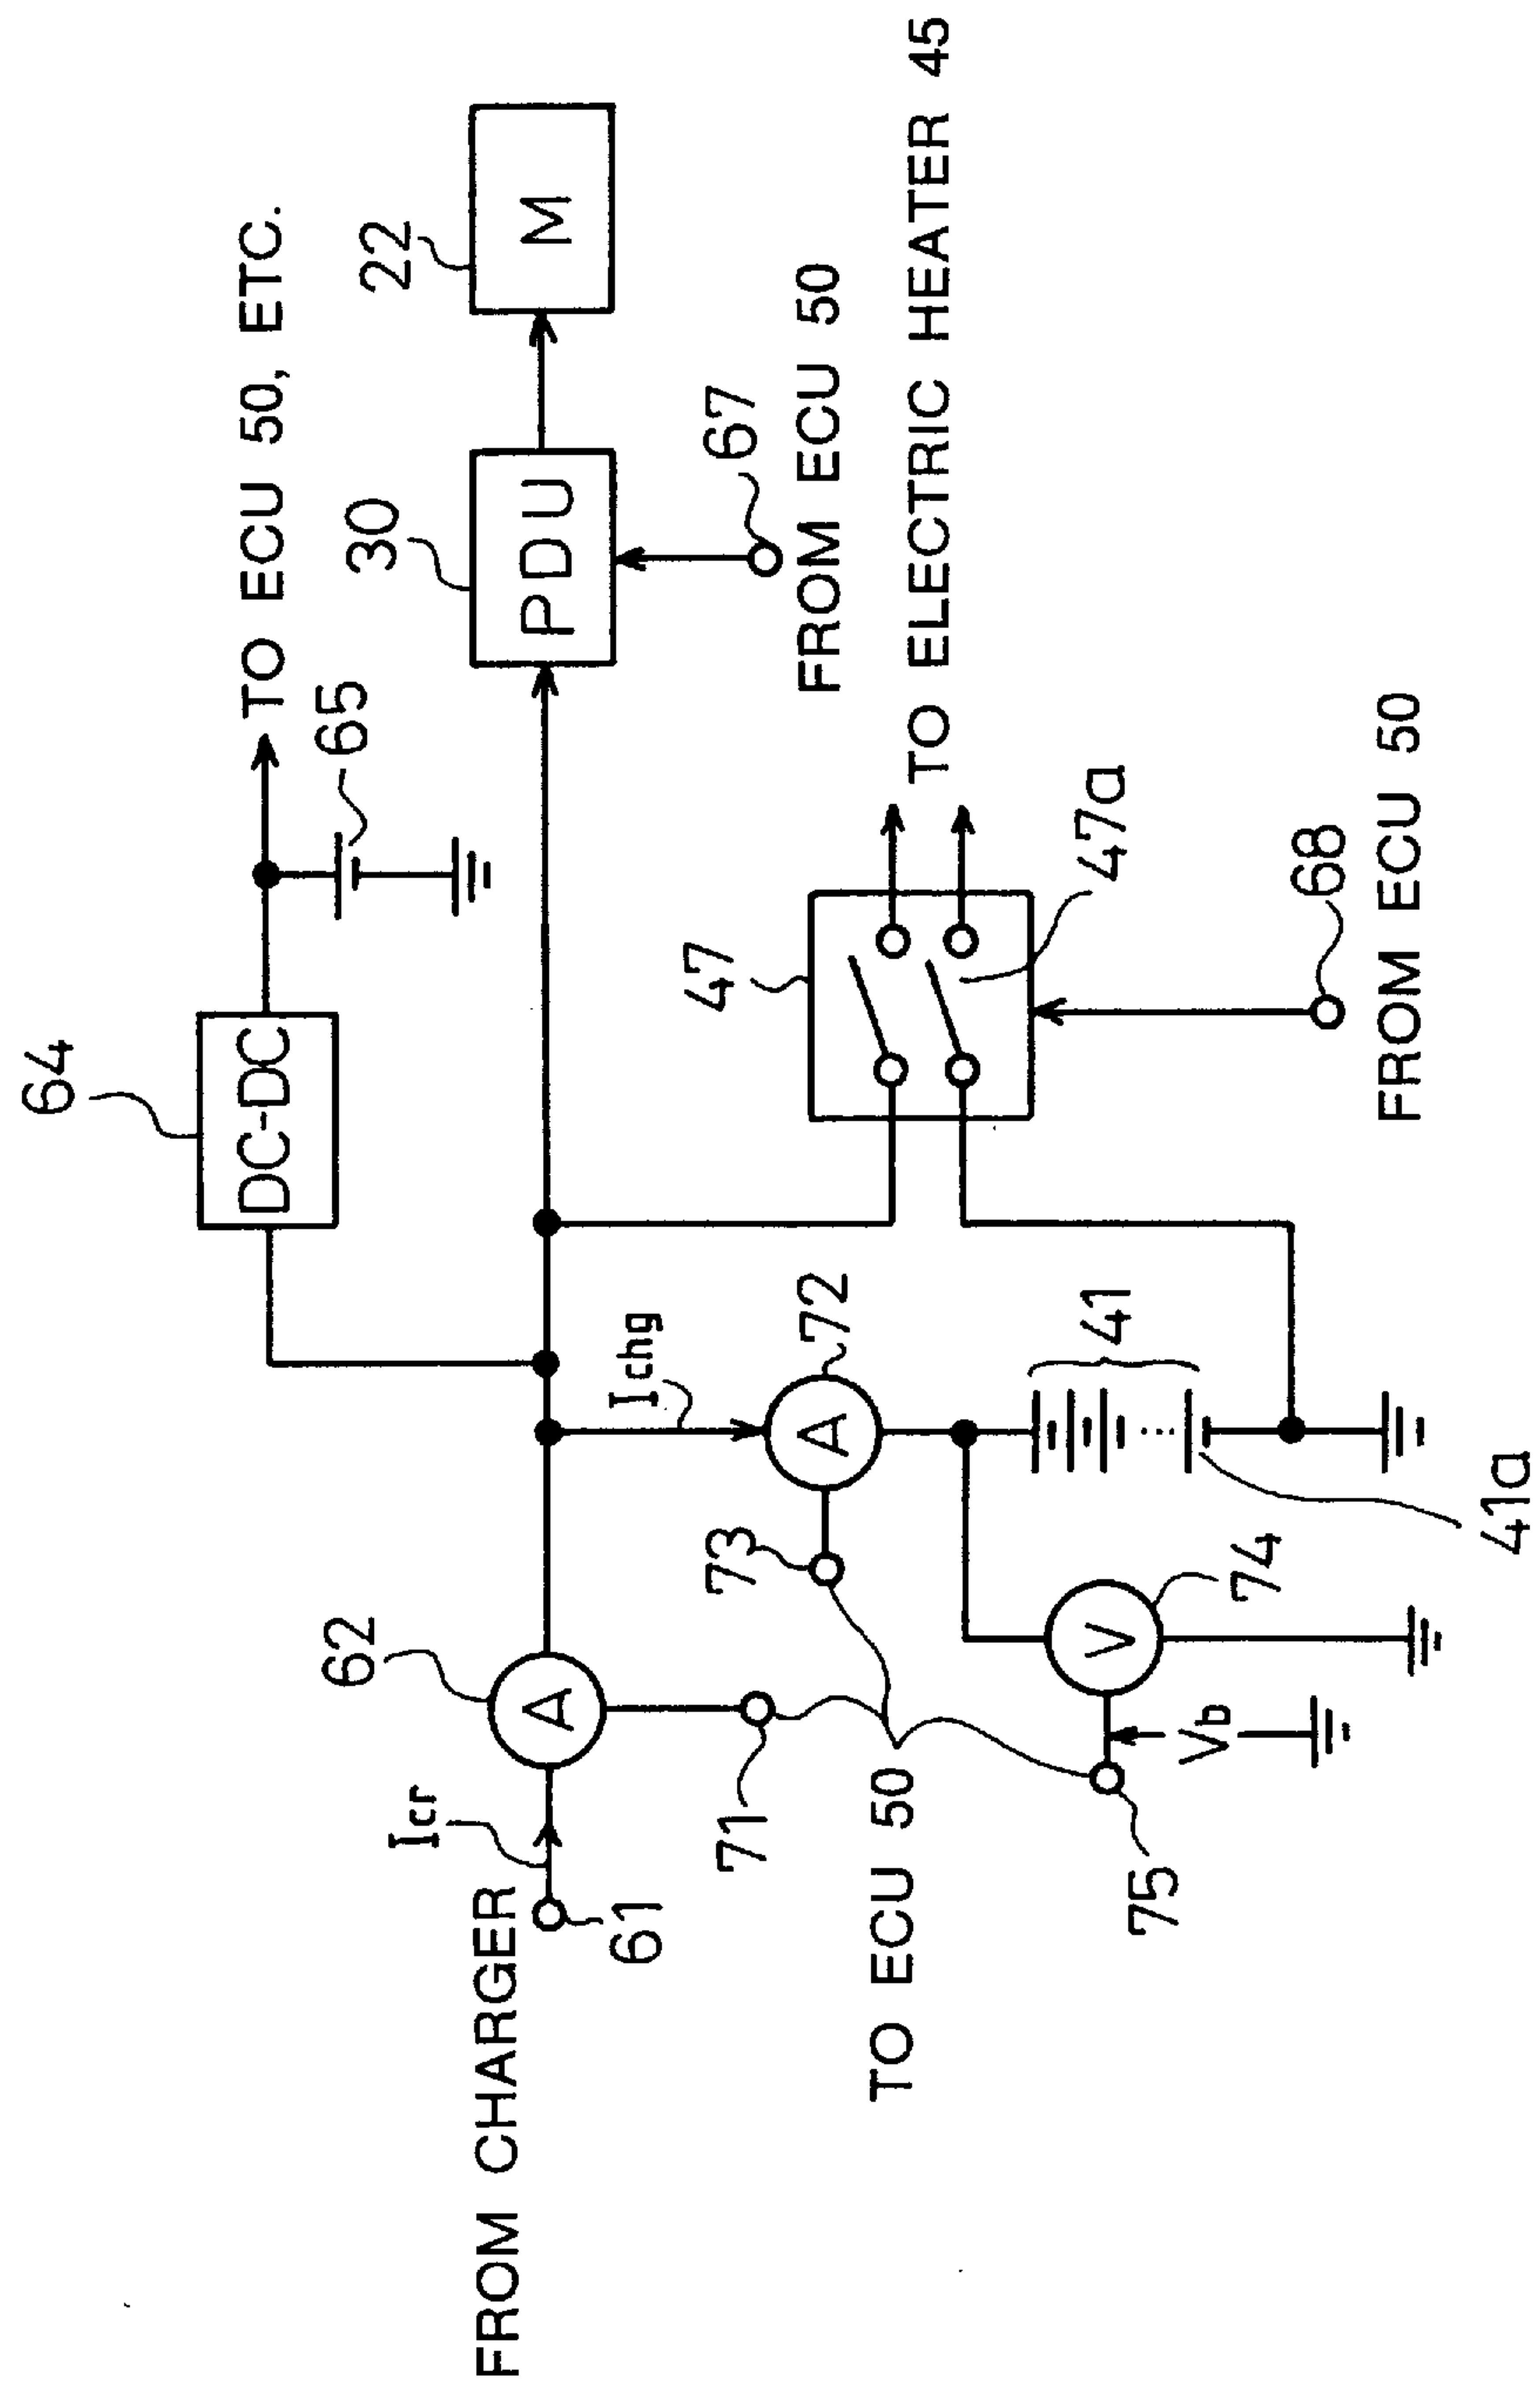 64
DC-DC
TO ECU 50, ETC.
65
22
M
30
PDU
67
FROM ECU 50
FROM CHARGER
Icr
61
62
A
Ichg
71
73
A
72
47
47a
TO ELECTRIC HEATER 45
TO ECU 50
41
41a
V
74
Vb
75
68
FROM ECU 50